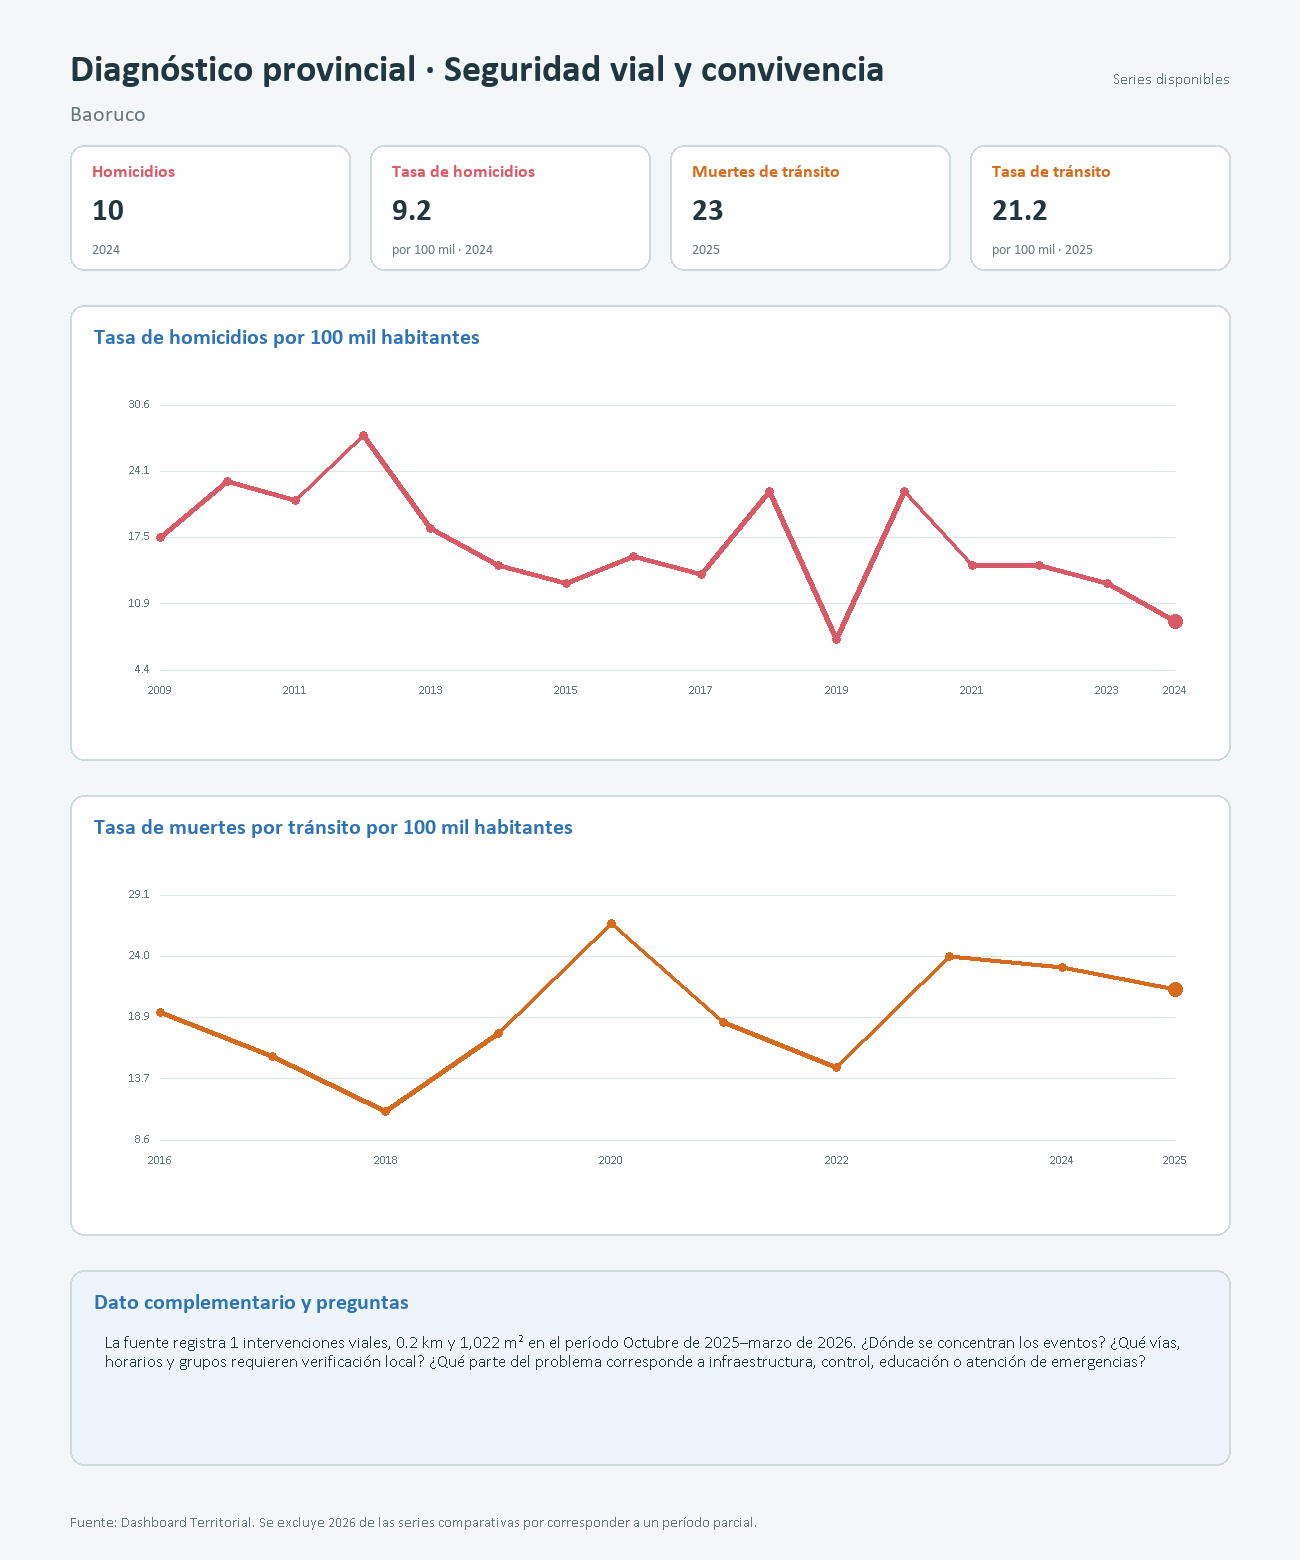 Diagnóstico provincial · Seguridad vial y convivencia
Series disponibles
Baoruco
Homicidios
10
2024
Tasa de homicidios
9.2
por 100 mil · 2024
Muertes de tránsito
23
2025
Tasa de tránsito
21.2
por 100 mil · 2025
Tasa de homicidios por 100 mil habitantes
30.6
24.1
17.5
10.9
4.4
2009 2011 2013 2015 2017 2019 2021 2023 2024
Tasa de muertes por tránsito por 100 mil habitantes
29.1
24.0
18.9
13.7
8.6
2016 2018 2020 2022 2024 2025
Dato complementario y preguntas
La fuente registra 1 intervenciones viales, 0.2 km y 1,022 m² en el período Octubre de 2025–marzo de 2026. ¿Dónde se concentran los eventos? ¿Qué vías,
horarios y grupos requieren verificación local? ¿Qué parte del problema corresponde a infraestructura, control, educación o atención de emergencias?
Fuente: Dashboard Territorial. Se excluye 2026 de las series comparativas por corresponder a un período parcial.